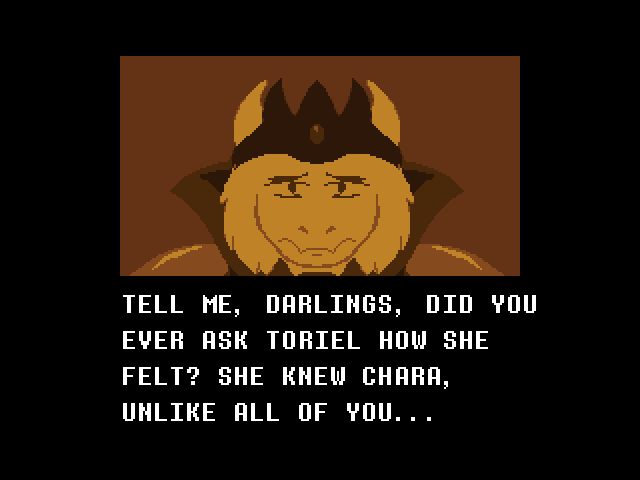 TELL ME, DARLINGS, DID YOU
EVER ASK TORIEL HOW SHE
FELT? SHE KNEW CHARA,
UNLIKE ALL OF YOU...